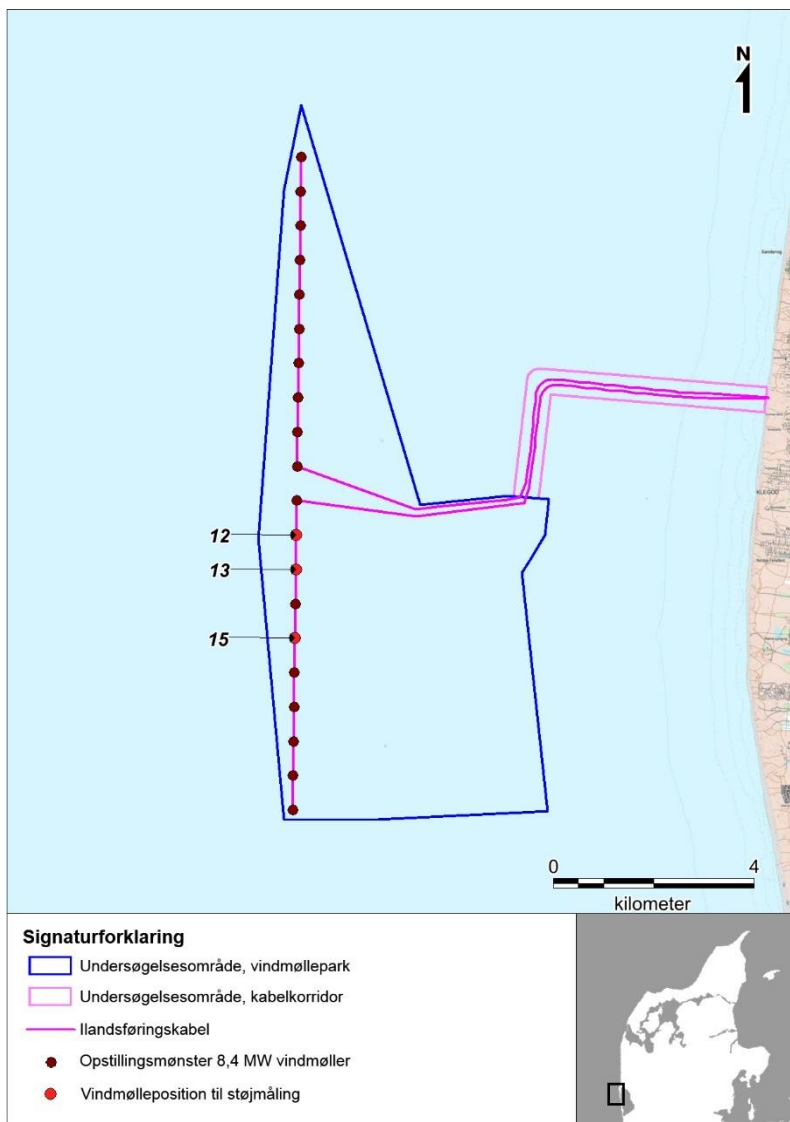 N
12
13
15
KLEGOD
0 4
kilometer
Signaturforklaring
Undersøgelsesområde, vindmøllepark
Undersøgelsesområde, kabelkorridor
Ilandsføringskabel
Opstillingsmønster 8,4 MW vindmøller
Vindmølleposition til støjmåling